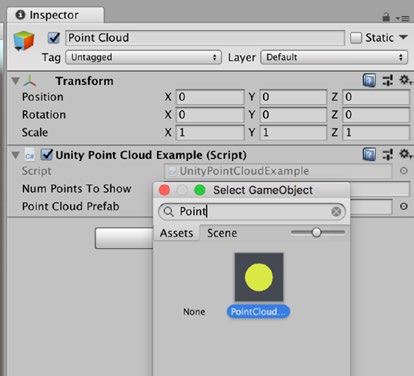 Inspector
Point Cloud
Static
Tag Untagged Layer Default
Transform
Position X 0 Y 0 Z 0
Rotation X 0 Y 0 Z 0
Scale X 1 Y 1 Z 1
C#
Unity Point Cloud Example (Script)
Script UnityPointCloudExample
Num Points To Show
Select GameObject
Point Cloud Prefab
Point
Assets Scene
None PointCloud...